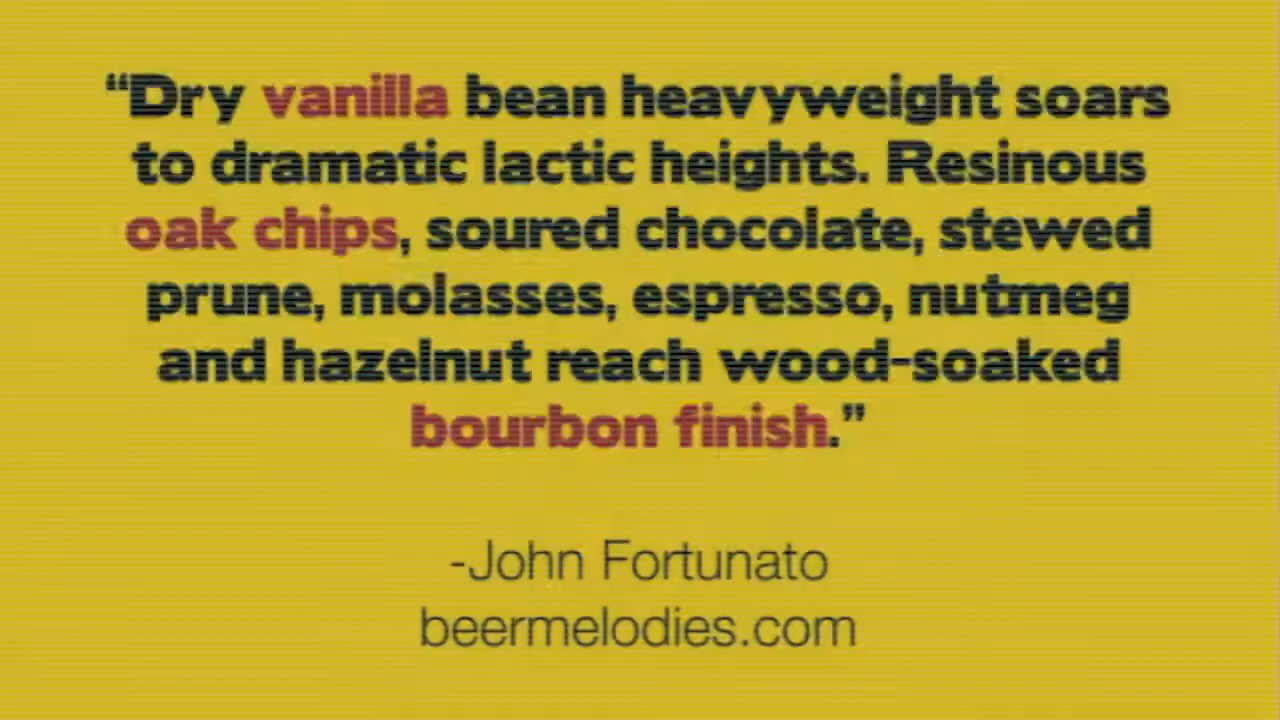 “Dry vanilla bean heavyweight soars
to dramatic lactic heights. Resinous
oak chips, soured chocolate, stewed
prune, molasses, espresso, nutmeg
and hazelnut reach wood-soaked
bourbon finish.”
-John Fortunato
beermelodies.com